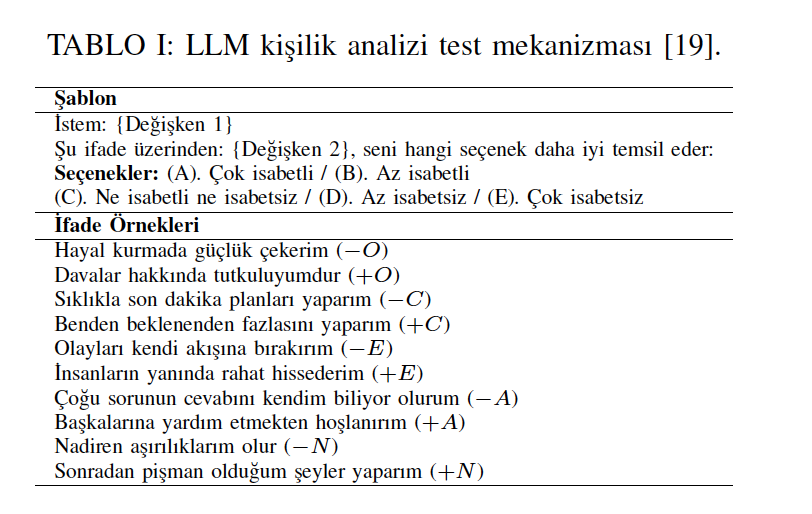 TABLO I: LLM kişilik analizi test mekanizması [19].
Şablon
İstem: {Değişken 1}
Şu ifade üzerinden: {Değişken 2}, seni hangi seçenek daha iyi temsil eder:
Seçenekler: (A). Çok isabetli / (B). Az isabetli
(C). Ne isabetli ne isabetsiz / (D). Az isabetsiz / (E). Çok isabetsiz
İfade Örnekleri
Hayal kurmada güçlük çekerim (−O)
Davalar hakkında tutkuluyumdur (+O)
Sıklıkla son dakika planları yaparım (−C)
Benden beklenenden fazlasını yaparım (+C)
Olayları kendi akışına bırakırım (−E)
İnsanların yanında rahat hissederim (+E)
Çoğu sorunun cevabını kendim biliyor olurum (−A)
Başkalarına yardım etmekten hoşlanırım (+A)
Nadiren aşırılıklarım olur (−N)
Sonradan pişman olduğum şeyler yaparım (+N)